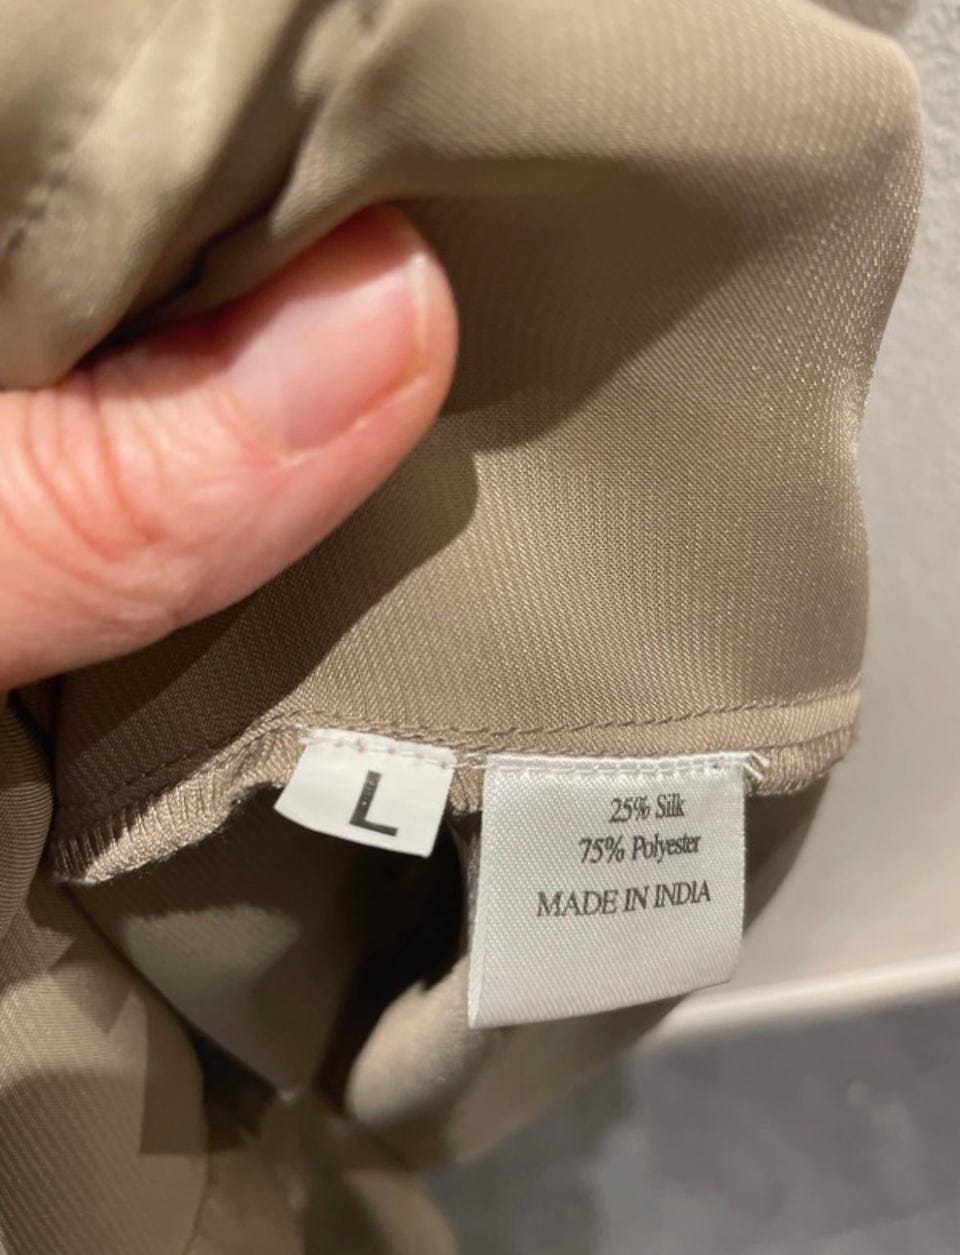 L
25% Silk
75% Polyester
MADE IN INDIA